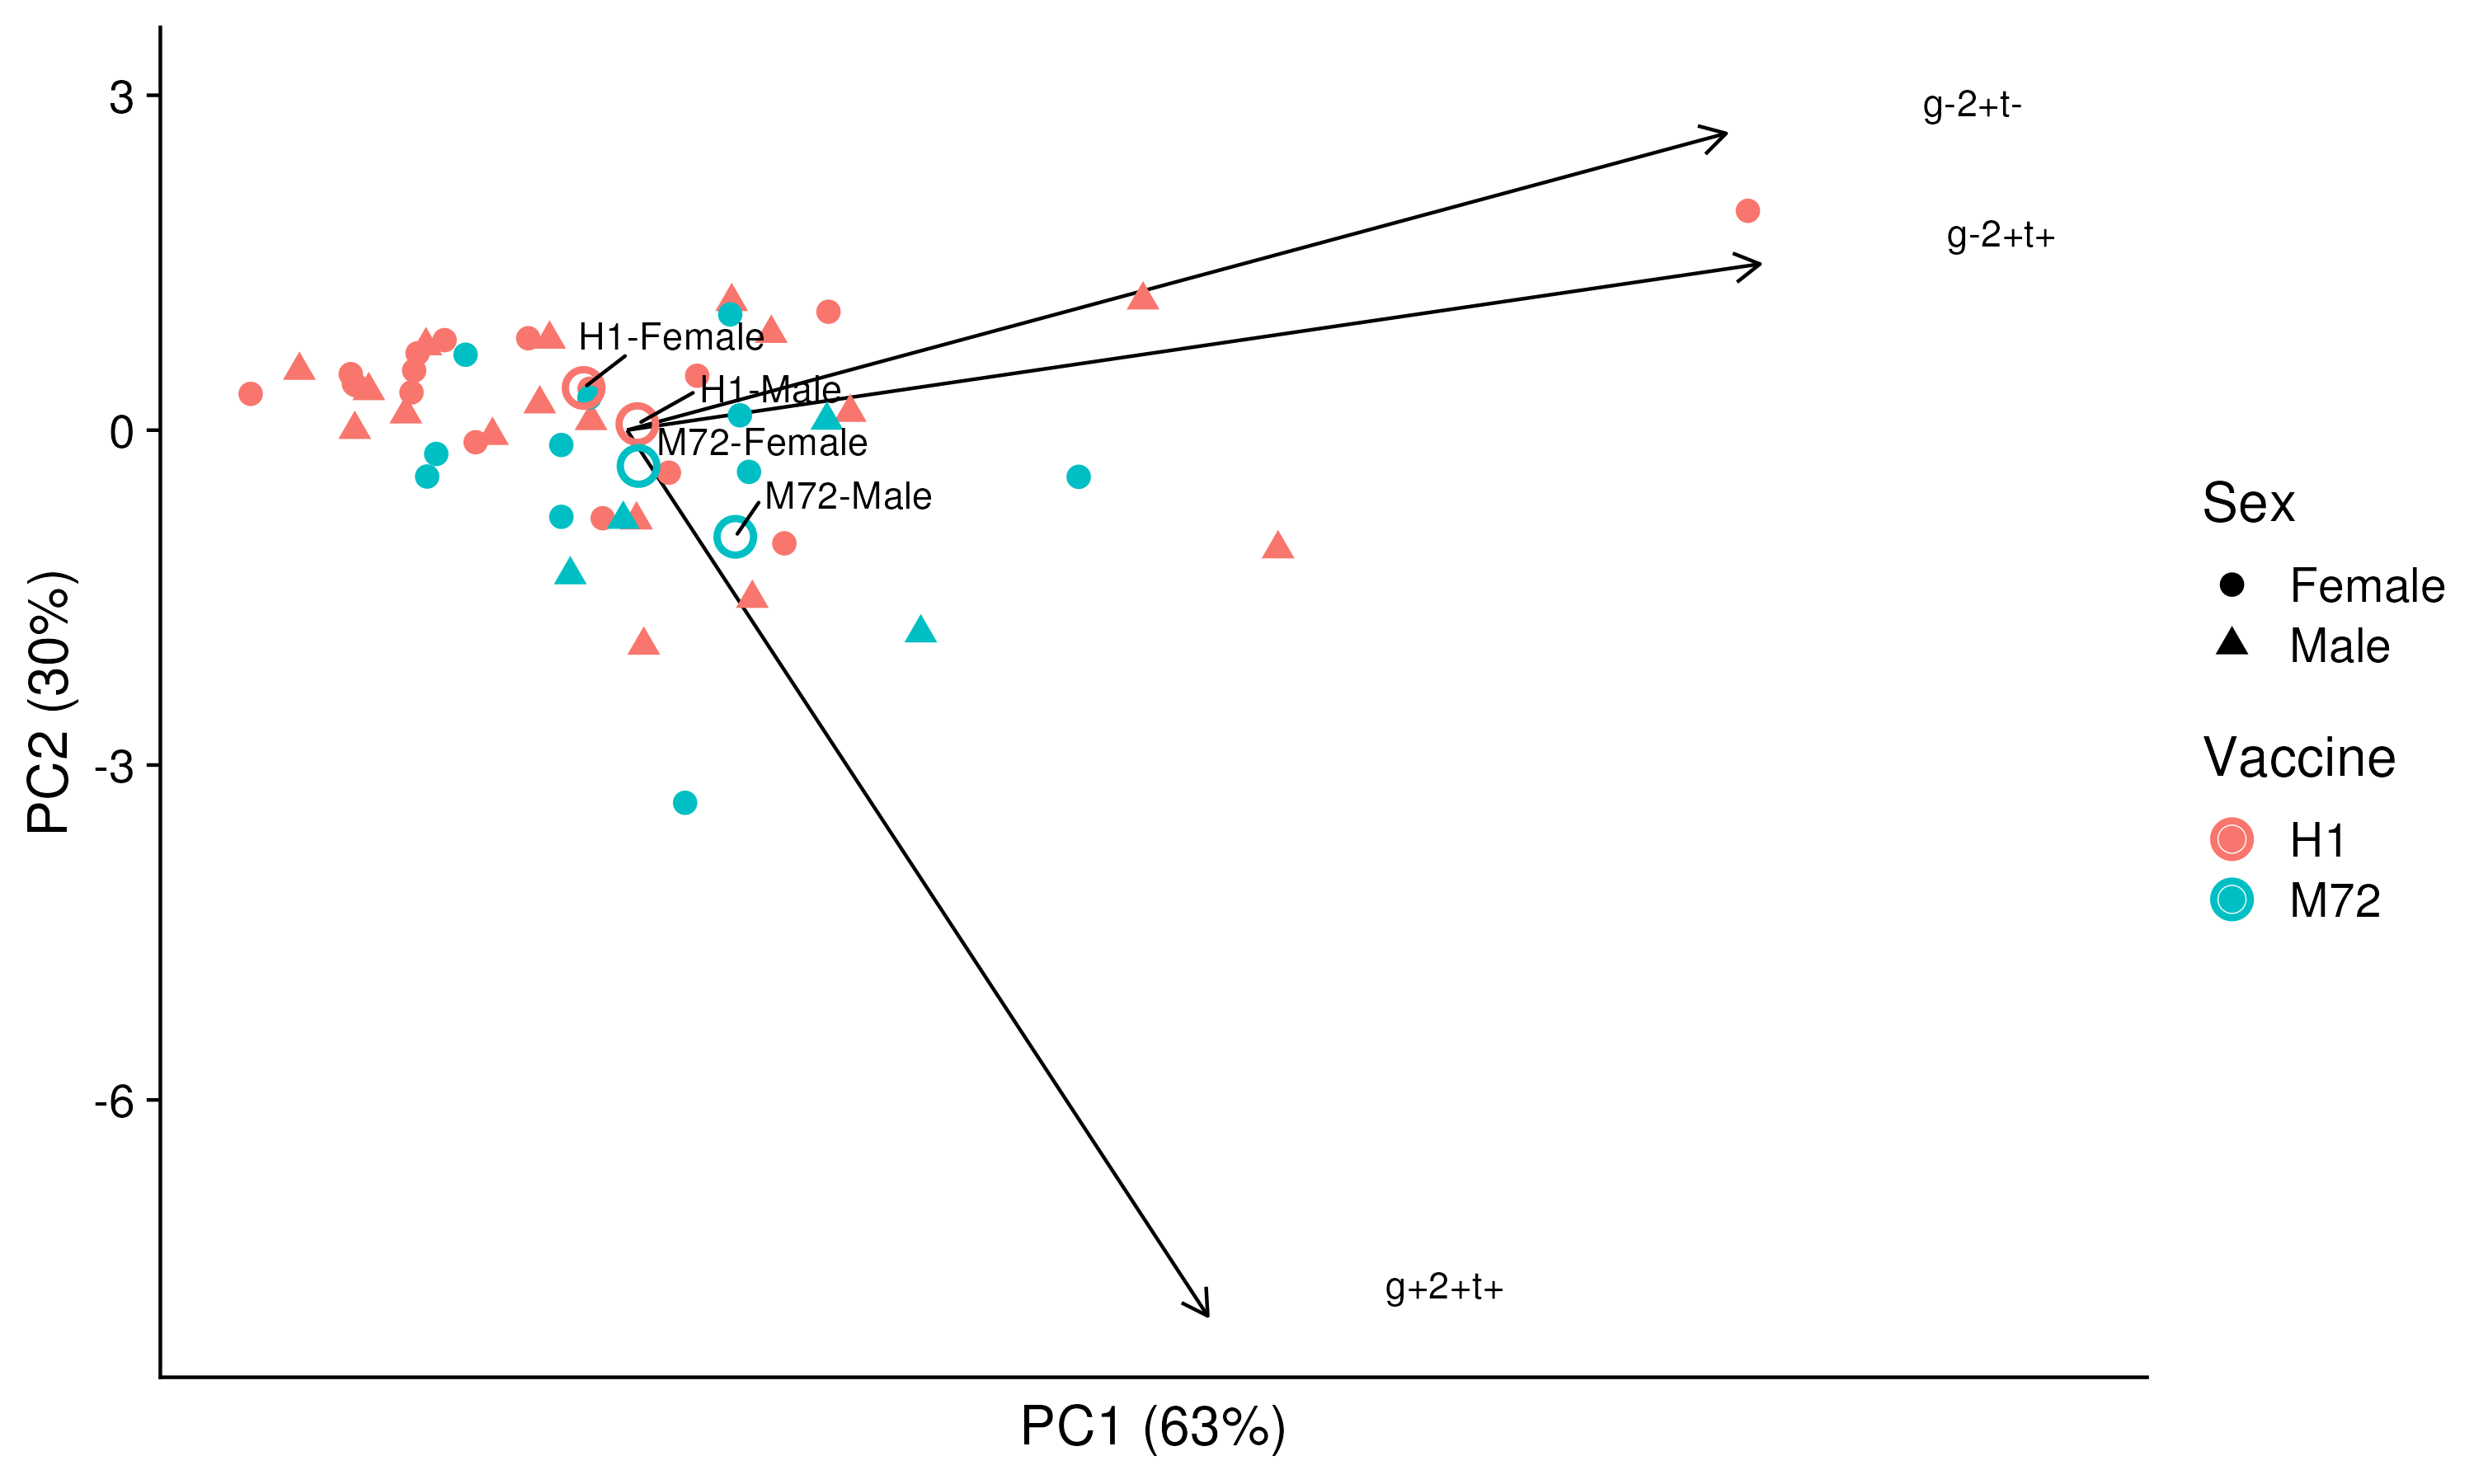 3
g-2+t-
g-2+t+
H1-Female
H1-Male
0
M72-Female
M72-Male
-3
-6
g+2+t+
PC2 (30%)
PC1 (63%)
Sex
Female
Male
Vaccine
H1
M72